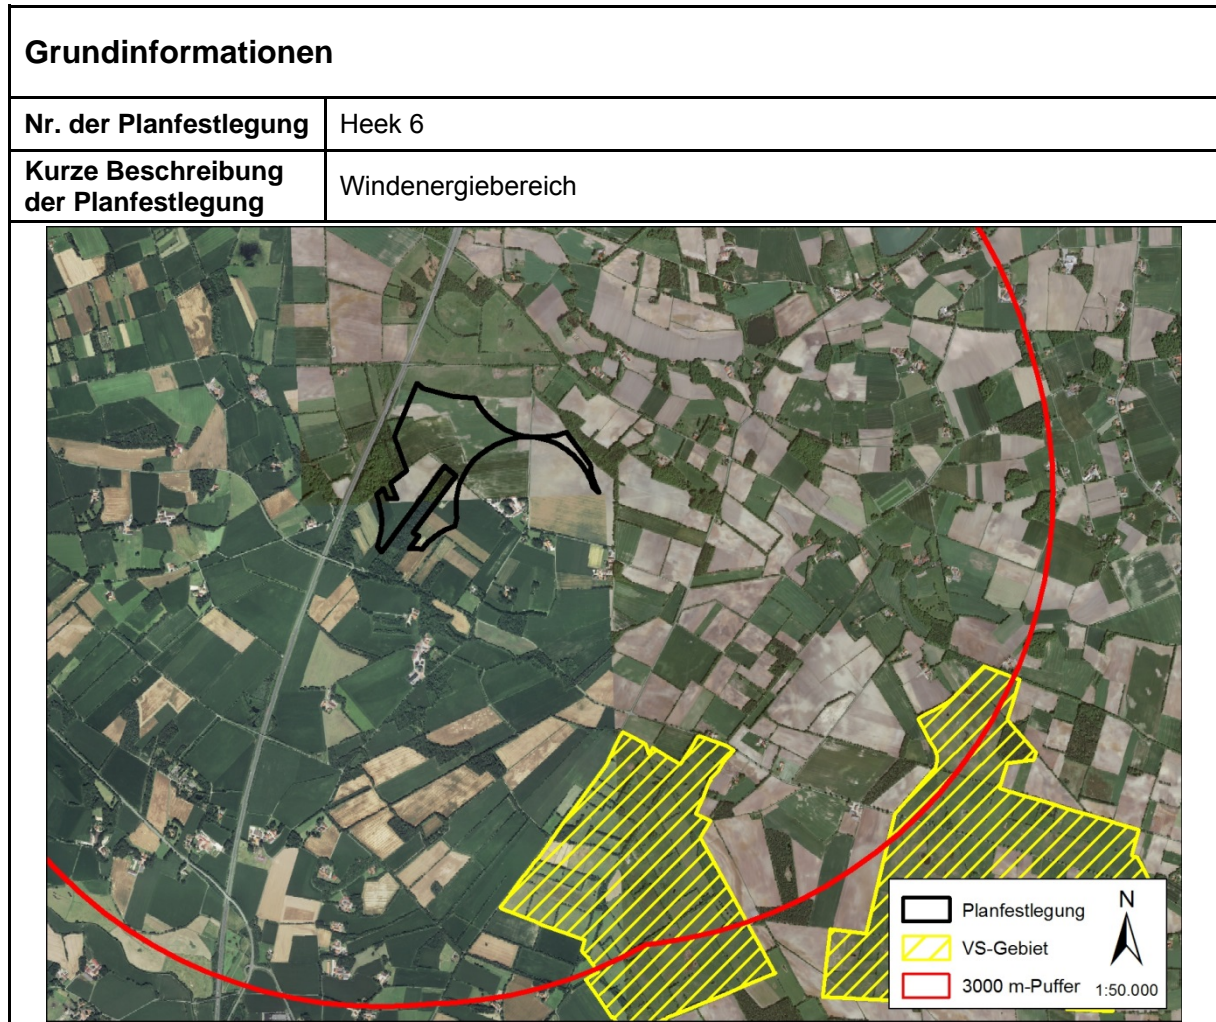 Grundinformationen
Nr. der Planfestlegung
Heek 6
Kurze Beschreibung
der Planfestlegung
Windenergiebereich
N
Planfestlegung
VS-Gebiet
3000 m-Puffer
1:50.000